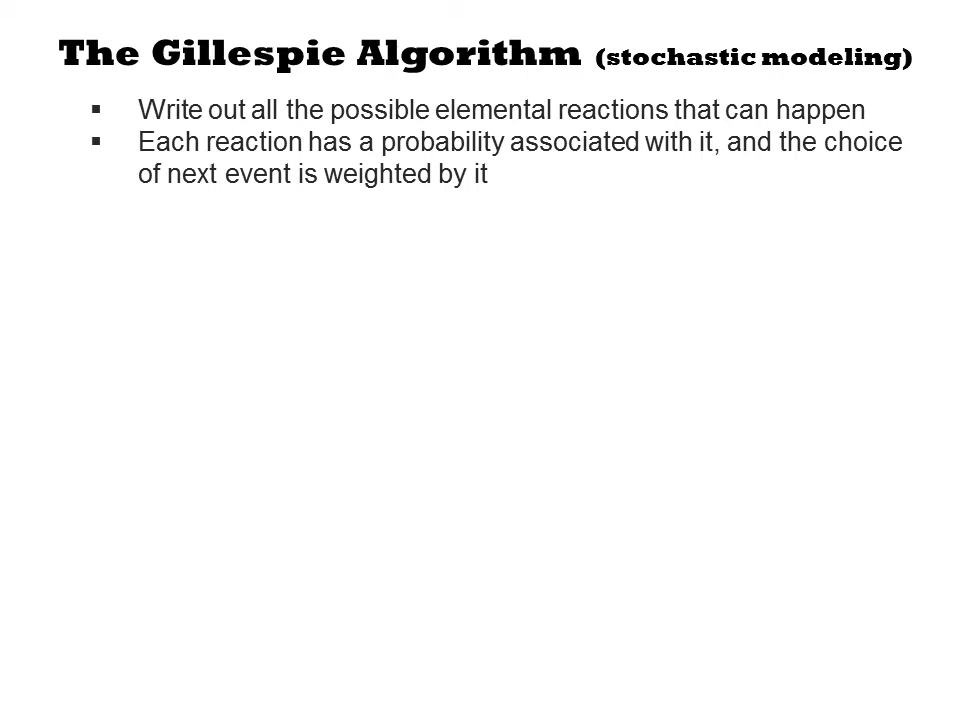 The Gillespie Algorithm (stochastic modeling)
▪ Write out all the possible elemental reactions that can happen
▪ Each reaction has a probability associated with it, and the choice
of next event is weighted by it